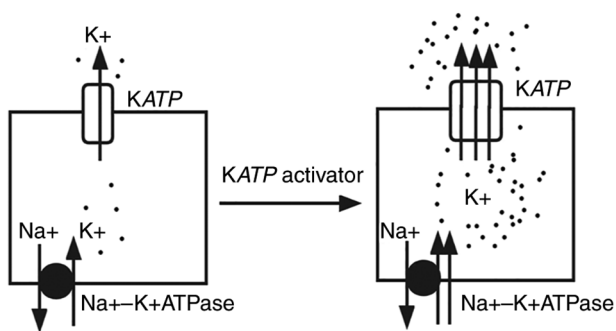 K+
KATP
Na+
K+
Na+–K+ATPase
KATP activator
KATP
K+
Na+
Na+–K+ATPase